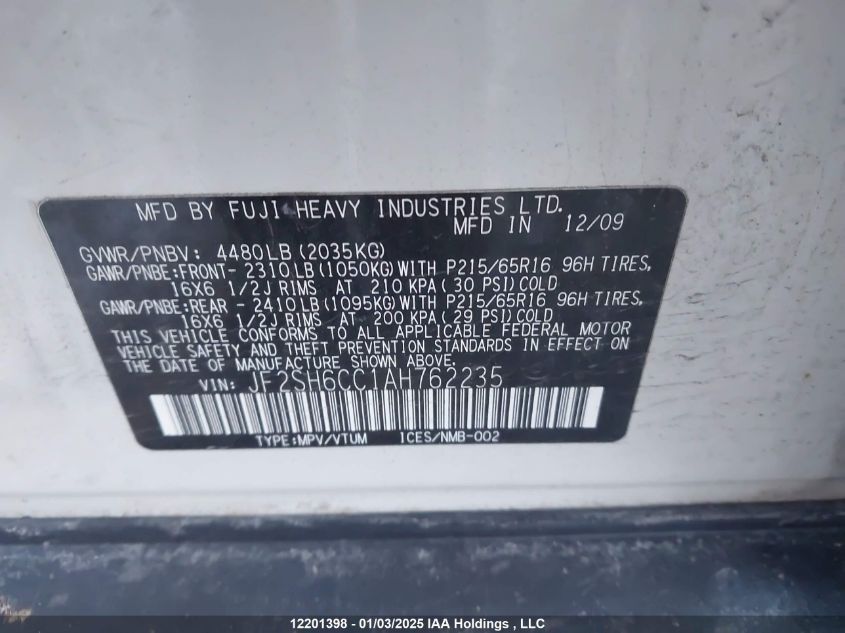 MFD BY FUJI HEAVY INDUSTRIES LTD.
MFD IN 12/09
GVWR/PNBV: 4480LB (2035KG)
GAWR/PNBE:FRONT- 2310LB(1050KG)WITH P215/65R16 96H TIRES,
16X6 1/2J RIMS AT 210 KPA( 30 PSI)COLD
GAWR/PNBE:REAR - 2410LB(1095KG)WITH P215/65R16 96H TIRES,
16X6 1/2J RIMS AT 200 KPA( 29 PSI)COLD
THIS VEHICLE CONFORMS TO ALL APPLICABLE FEDERAL MOTOR
VEHICLE SAFETY AND THEFT PREVENTION STANDARDS IN EFFECT ON
THE DATE OF MANUFACTURE SHOWN ABOVE.
VIN: JF2SH6CC1AH762235
TYPE:MPV/VTUM ICES/NMB-002
12201398 - 01/03/2025 IAA Holdings , LLC